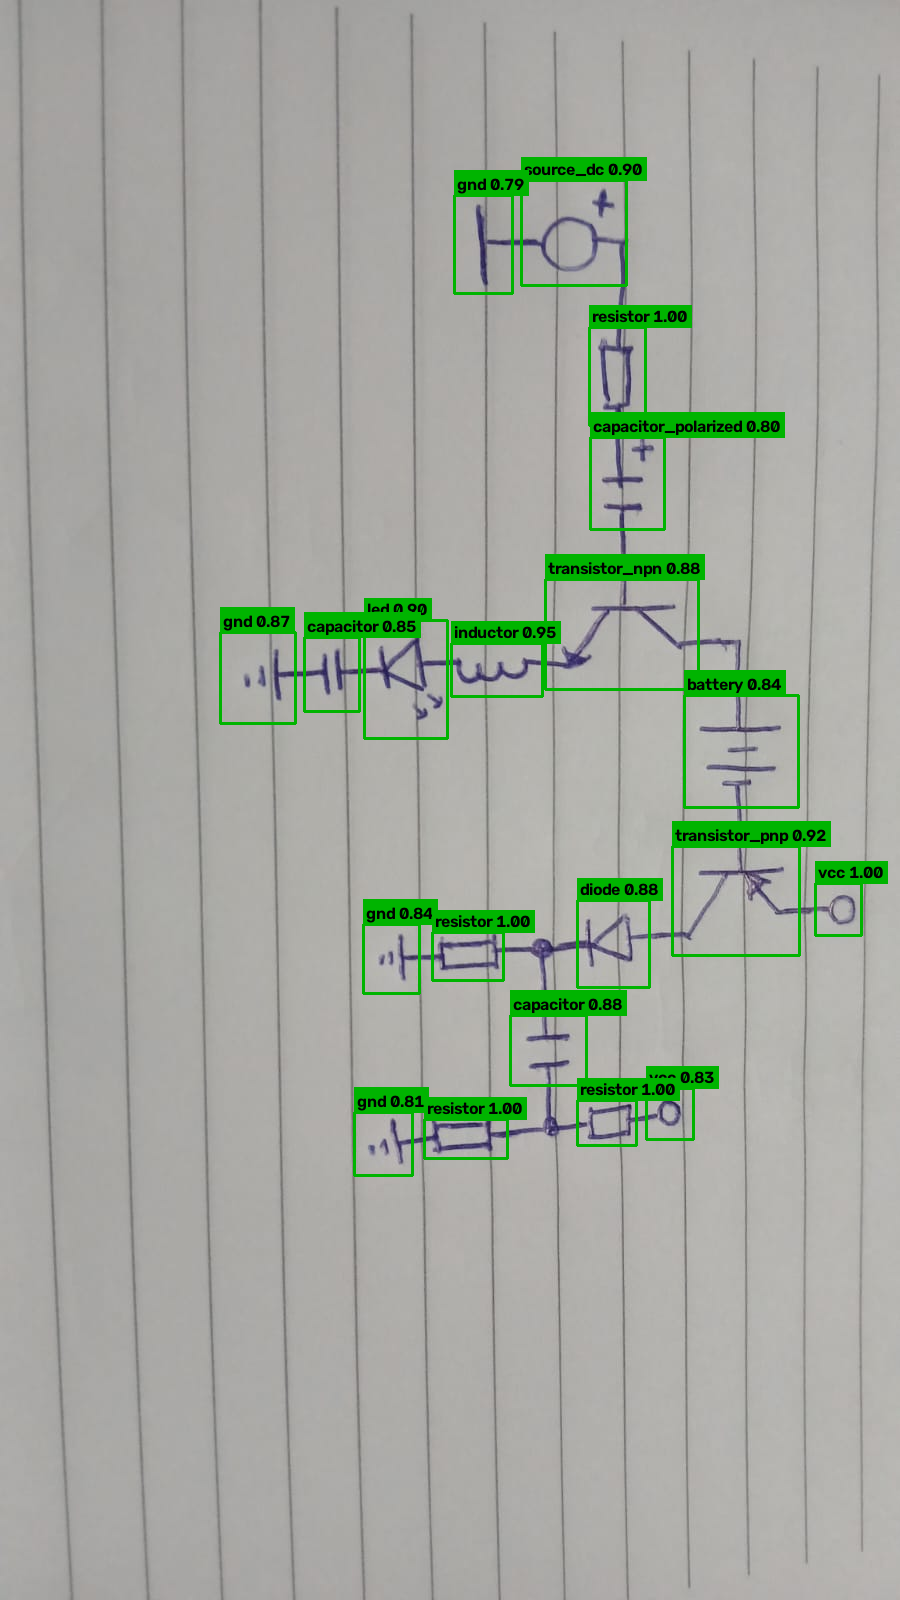 source_dc 0.90
gnd 0.79
+
resistor 1.00
capacitor_polarized 0.80
+
transistor_npn 0.88
led 0.90
gnd 0.87
capacitor 0.85
inductor 0.95
battery 0.84
transistor_pnp 0.92
vcc 1.00
diode 0.88
gnd 0.84
resistor 1.00
capacitor 0.88
vcc 0.83
resistor 1.00
gnd 0.81
resistor 1.00